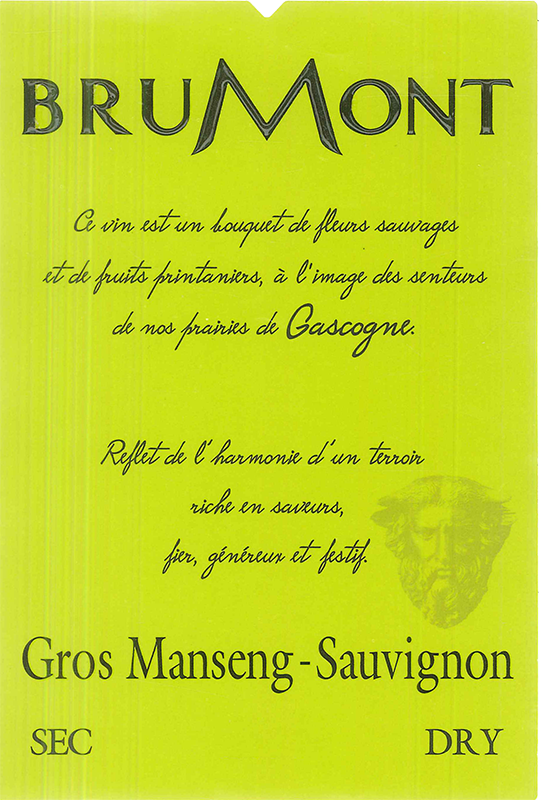 BRUMONT
Ce vin est un bouquet de fleurs sauvages
et de fruits printaniers, à l'image des senteurs
de nos prairies de Gascogne.
Reflet de l'harmonie d'un terroir
riche en saveurs,
fier, généreux et festif.
Gros Manseng-Sauvignon
SEC DRY